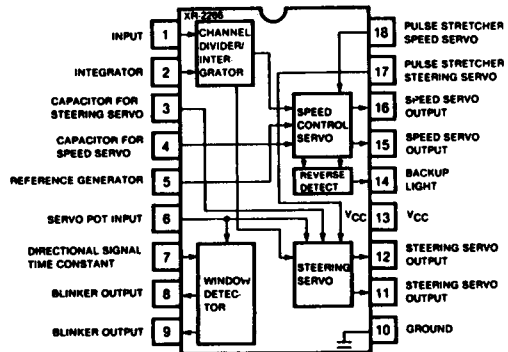 XR-2266
INPUT 1
INTEGRATOR 2
CAPACITOR FOR
STEERING SERVO 3
CAPACITOR FOR
SPEED SERVO 4
REFERENCE GENERATOR 5
SERVO POT INPUT 6
DIRECTIONAL SIGNAL
TIME CONSTANT 7
BLINKER OUTPUT 8
BLINKER OUTPUT 9
CHANNEL
DIVIDER/
INTER
GRATOR
SPEED
CONTROL
SERVO
REVERSE
DETECT
VCC
WINDOW
DETEC-
TOR
STEERING
SERVO
18 PULSE STRETCHER
SPEED SERVO
17 PULSE STRETCHER
STEERING SERVO
16 SPEED SERVO
OUTPUT
15 SPEED SERVO
OUTPUT
14 BACKUP
LIGHT
13 VCC
12 STEERING SERVO
OUTPUT
11 STEERING SERVO
OUTPUT
10 GROUND